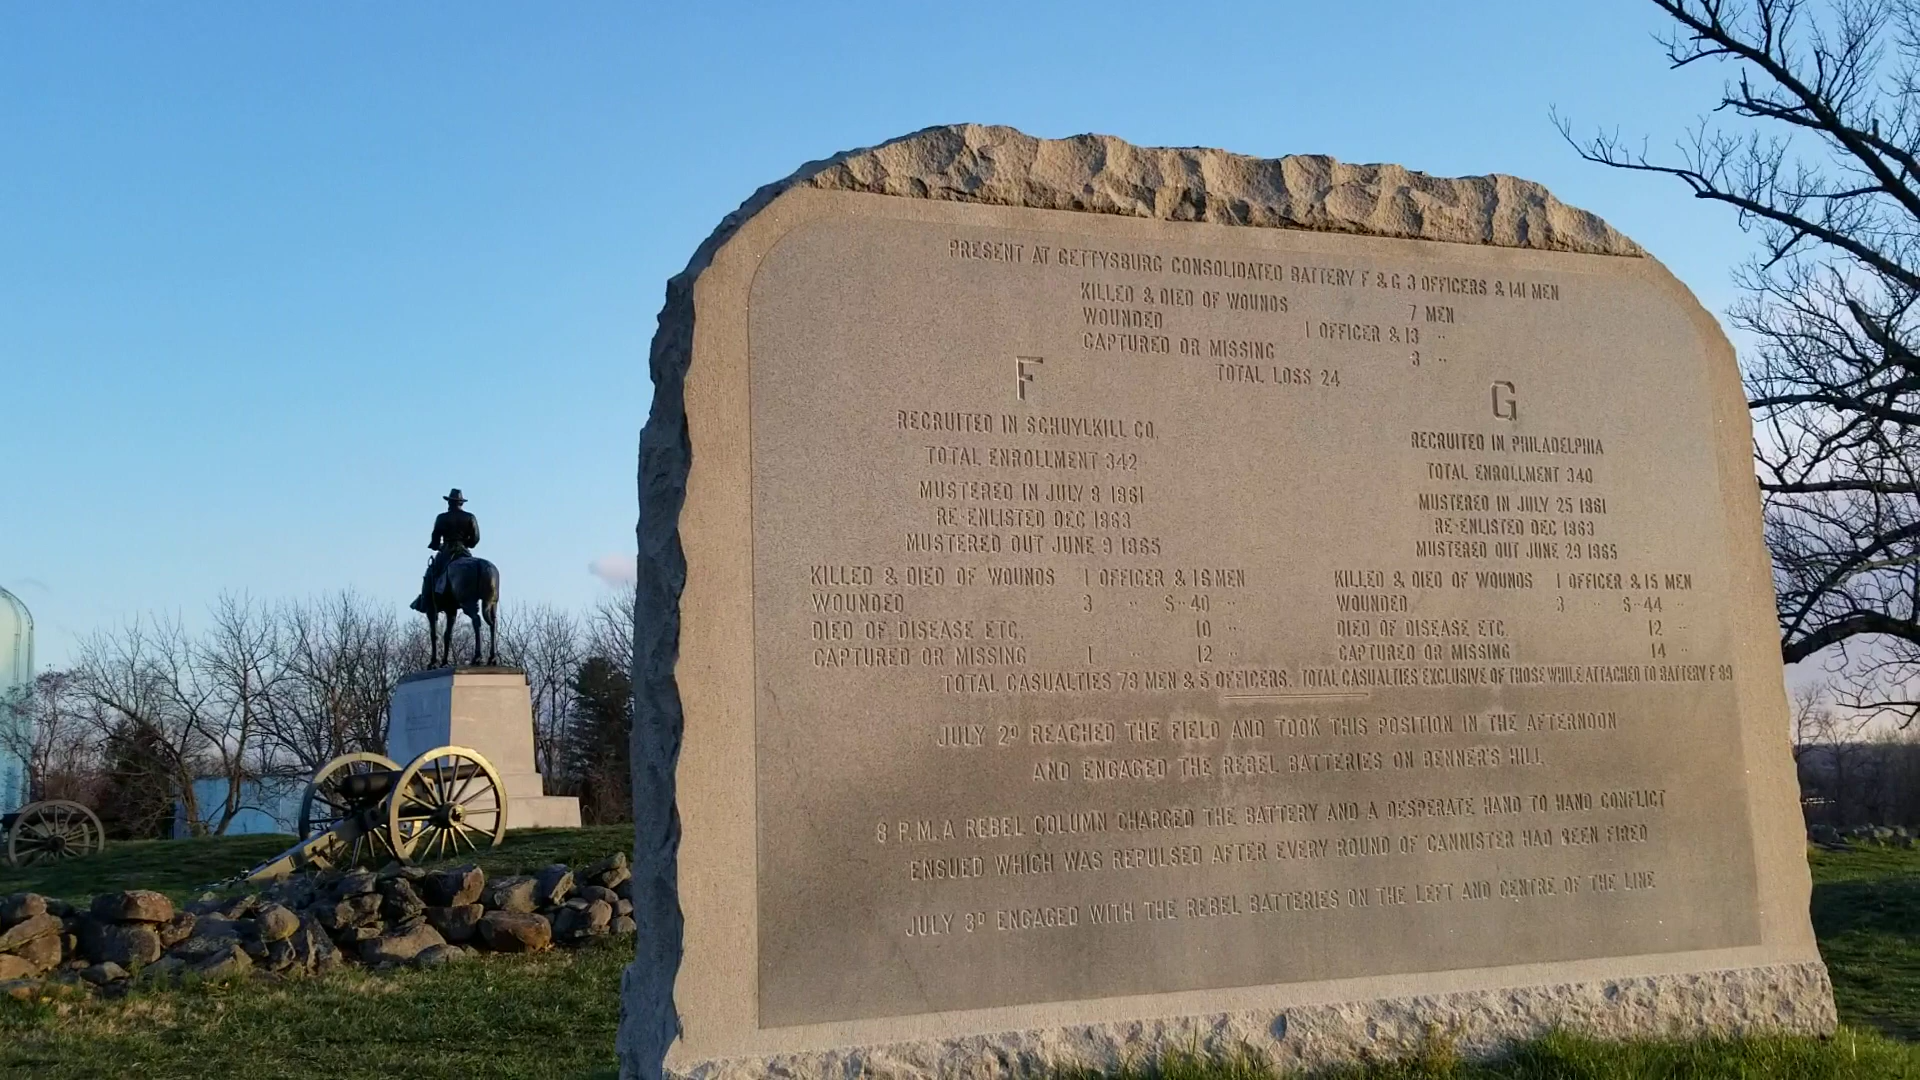 PRESENT AT GETTYSBURG CONSOLIDATED BATTERY F & G 3 OFFICERS & 141 MEN
KILLED & DIED OF WOUNDS 7 MEN
WOUNDED 1 OFFICER & 13 "
CAPTURED OR MISSING 3 "
TOTAL LOSS 24
F
RECRUITED IN SCHUYLKILL CO.
TOTAL ENROLLMENT 342
MUSTERED IN JULY 8 1861
RE-ENLISTED DEC 1863
MUSTERED OUT JUNE 9 1865
KILLED & DIED OF WOUNDS 1 OFFICER & 16 MEN
WOUNDED 3 " S-40 "
DIED OF DISEASE ETC. 10 "
CAPTURED OR MISSING 1 " 12 "
TOTAL CASUALTIES 78 MEN & 5 OFFICERS.
G
RECRUITED IN PHILADELPHIA
TOTAL ENROLLMENT 340
MUSTERED IN JULY 25 1861
RE-ENLISTED DEC 1863
MUSTERED OUT JUNE 29 1865
KILLED & DIED OF WOUNDS 1 OFFICER & 15 MEN
WOUNDED 3 " S-44 "
DIED OF DISEASE ETC. 12 "
CAPTURED OR MISSING 14 "
TOTAL CASUALTIES EXCLUSIVE OF THOSE WHILE ATTACHED TO BATTERY F 89
JULY 2D REACHED THE FIELD AND TOOK THIS POSITION IN THE AFTERNOON
AND ENGAGED THE REBEL BATTERIES ON BENNER'S HILL
8 P.M. A REBEL COLUMN CHARGED THE BATTERY AND A DESPERATE HAND TO HAND CONFLICT
ENSUED WHICH WAS REPULSED AFTER EVERY ROUND OF CANNISTER HAD BEEN FIRED
JULY 3D ENGAGED WITH THE REBEL BATTERIES ON THE LEFT AND CENTRE OF THE LINE